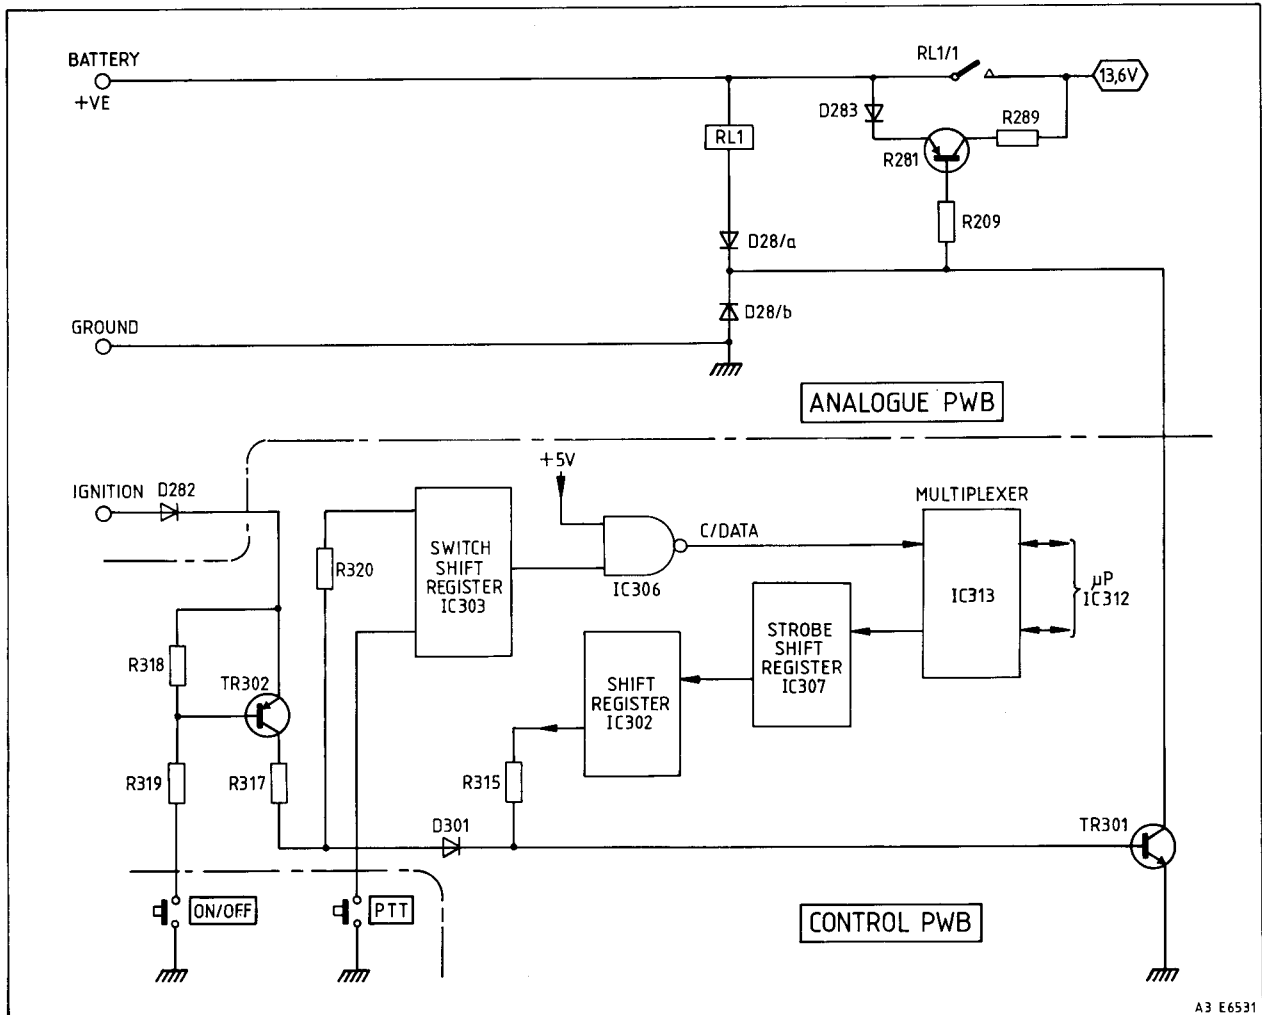 BATTERY
+VE
RL1/1
13,6V
D283
R289
RL1
R281
R209
D28/a
D28/b
GROUND
ANALOGUE PWB
+5V
IGNITION
D282
MULTIPLEXER
C/DATA
SWITCH
SHIFT
REGISTER
IC303
R320
IC306
IC313
µP
IC312
STROBE
SHIFT
REGISTER
IC307
R318
TR302
SHIFT
REGISTER
IC302
R319
R317
R315
D301
TR301
ON/OFF
PTT
CONTROL PWB
A3 E6531